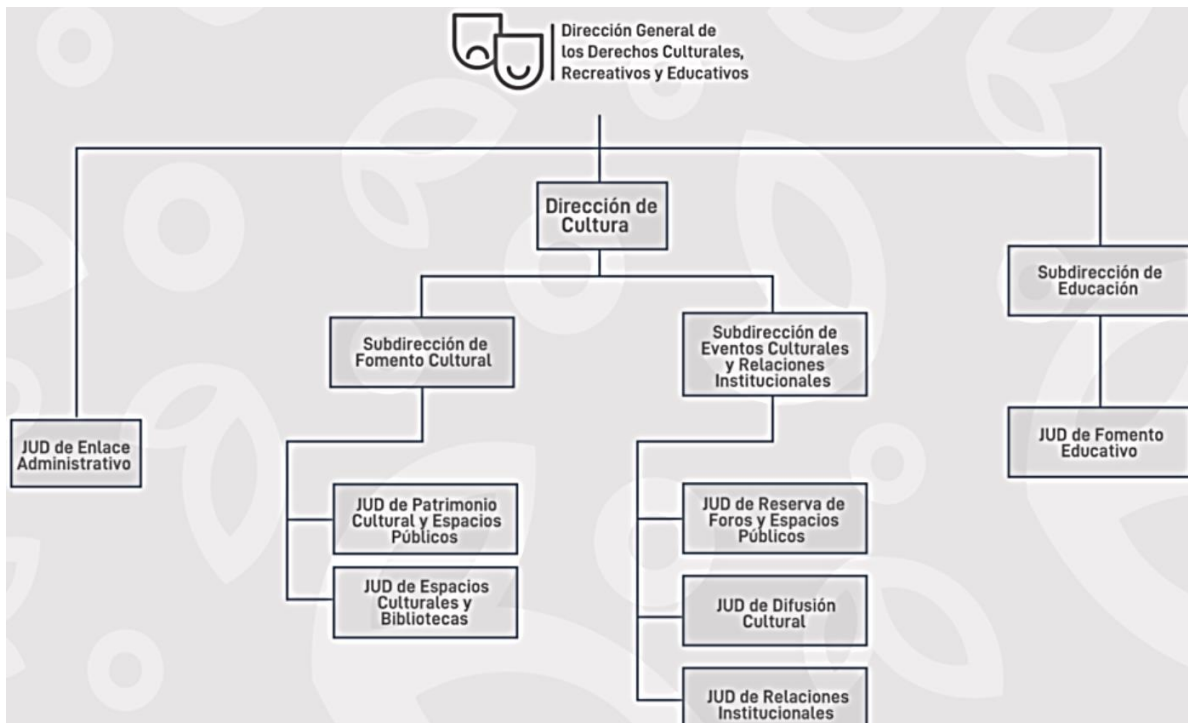 Dirección General de
los Derechos Culturales,
Recreativos y Educativos
Dirección de
Cultura
Subdirección de
Educación
Subdirección de
Fomento Cultural
Subdirección de
Eventos Culturales
y Relaciones
Institucionales
JUD de Enlace
Administrativo
JUD de Fomento
Educativo
JUD de Patrimonio
Cultural y Espacios
Públicos
JUD de Reserva de
Foros y Espacios
Públicos
JUD de Espacios
Culturales y
Bibliotecas
JUD de Difusión
Cultural
JUD de Relaciones
Institucionales